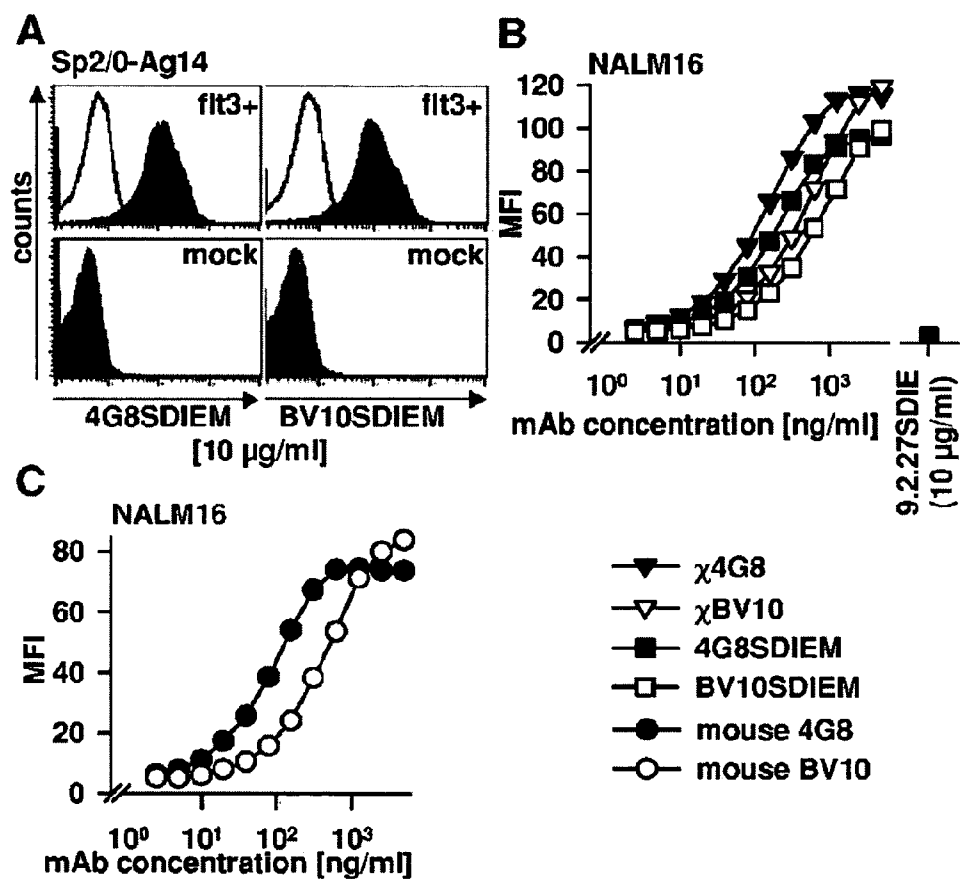 A
Sp2/0-Ag14
flt3+
flt3+
mock
mock
counts
4G8SDIEM
BV10SDIEM
[10 µg/ml]
B
NALM16
120
100
80
60
40
20
0
MFI
10⁰ 10¹ 10² 10³
mAb concentration [ng/ml]
9.2.27SDIE
(10 µg/ml)
C
NALM16
80
60
40
20
0
MFI
10⁰ 10¹ 10² 10³
mAb concentration [ng/ml]
χ4G8
χBV10
4G8SDIEM
BV10SDIEM
mouse 4G8
mouse BV10